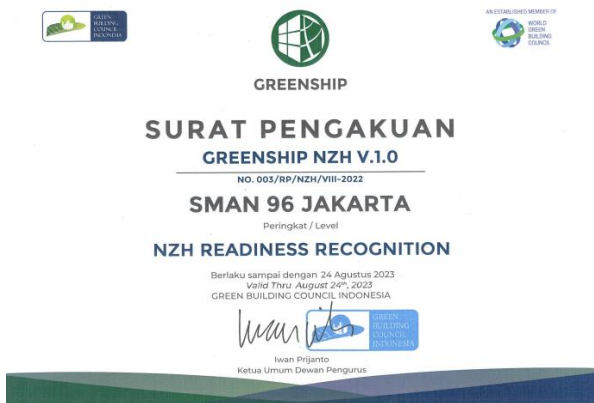 GREEN
BUILDING
COUNCIL
INDONESIA
AN ESTABLISHED MEMBER OF
WORLD
GREEN
BUILDING
COUNCIL
GREENSHIP
SURAT PENGAKUAN
GREENSHIP NZH V.1.0
NO. 003/RP/NZH/VIII-2022
SMAN 96 JAKARTA
Peringkat / Level
NZH READINESS RECOGNITION
Berlaku sampai dengan 24 Agustus 2023
Valid Thru August 24th, 2023
GREEN BUILDING COUNCIL INDONESIA
GREEN
BUILDING
COUNCIL
INDONESIA
Iwan Prijanto
Ketua Umum Dewan Pengurus